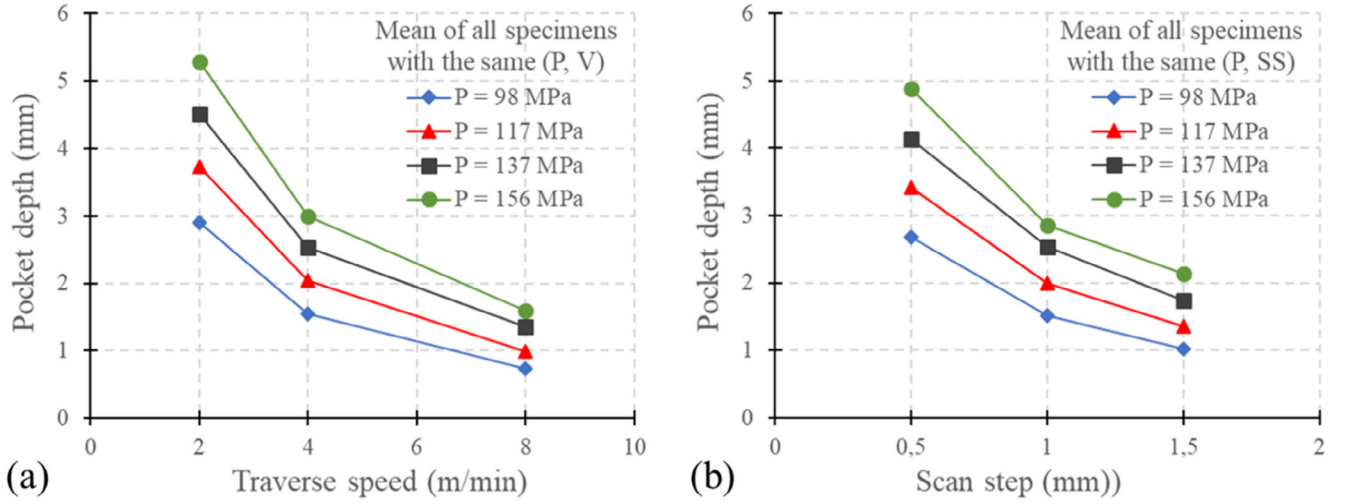 Mean of all specimens
with the same (P, V)
P = 98 MPa
P = 117 MPa
P = 137 MPa
P = 156 MPa
Pocket depth (mm)
6
5
4
3
2
1
0
0 2 4 6 8 10
Traverse speed (m/min)
(a)
Mean of all specimens
with the same (P, SS)
P = 98 MPa
P = 117 MPa
P = 137 MPa
P = 156 MPa
Pocket depth (mm)
6
5
4
3
2
1
0
0 0,5 1 1,5 2
Scan step (mm))
(b)